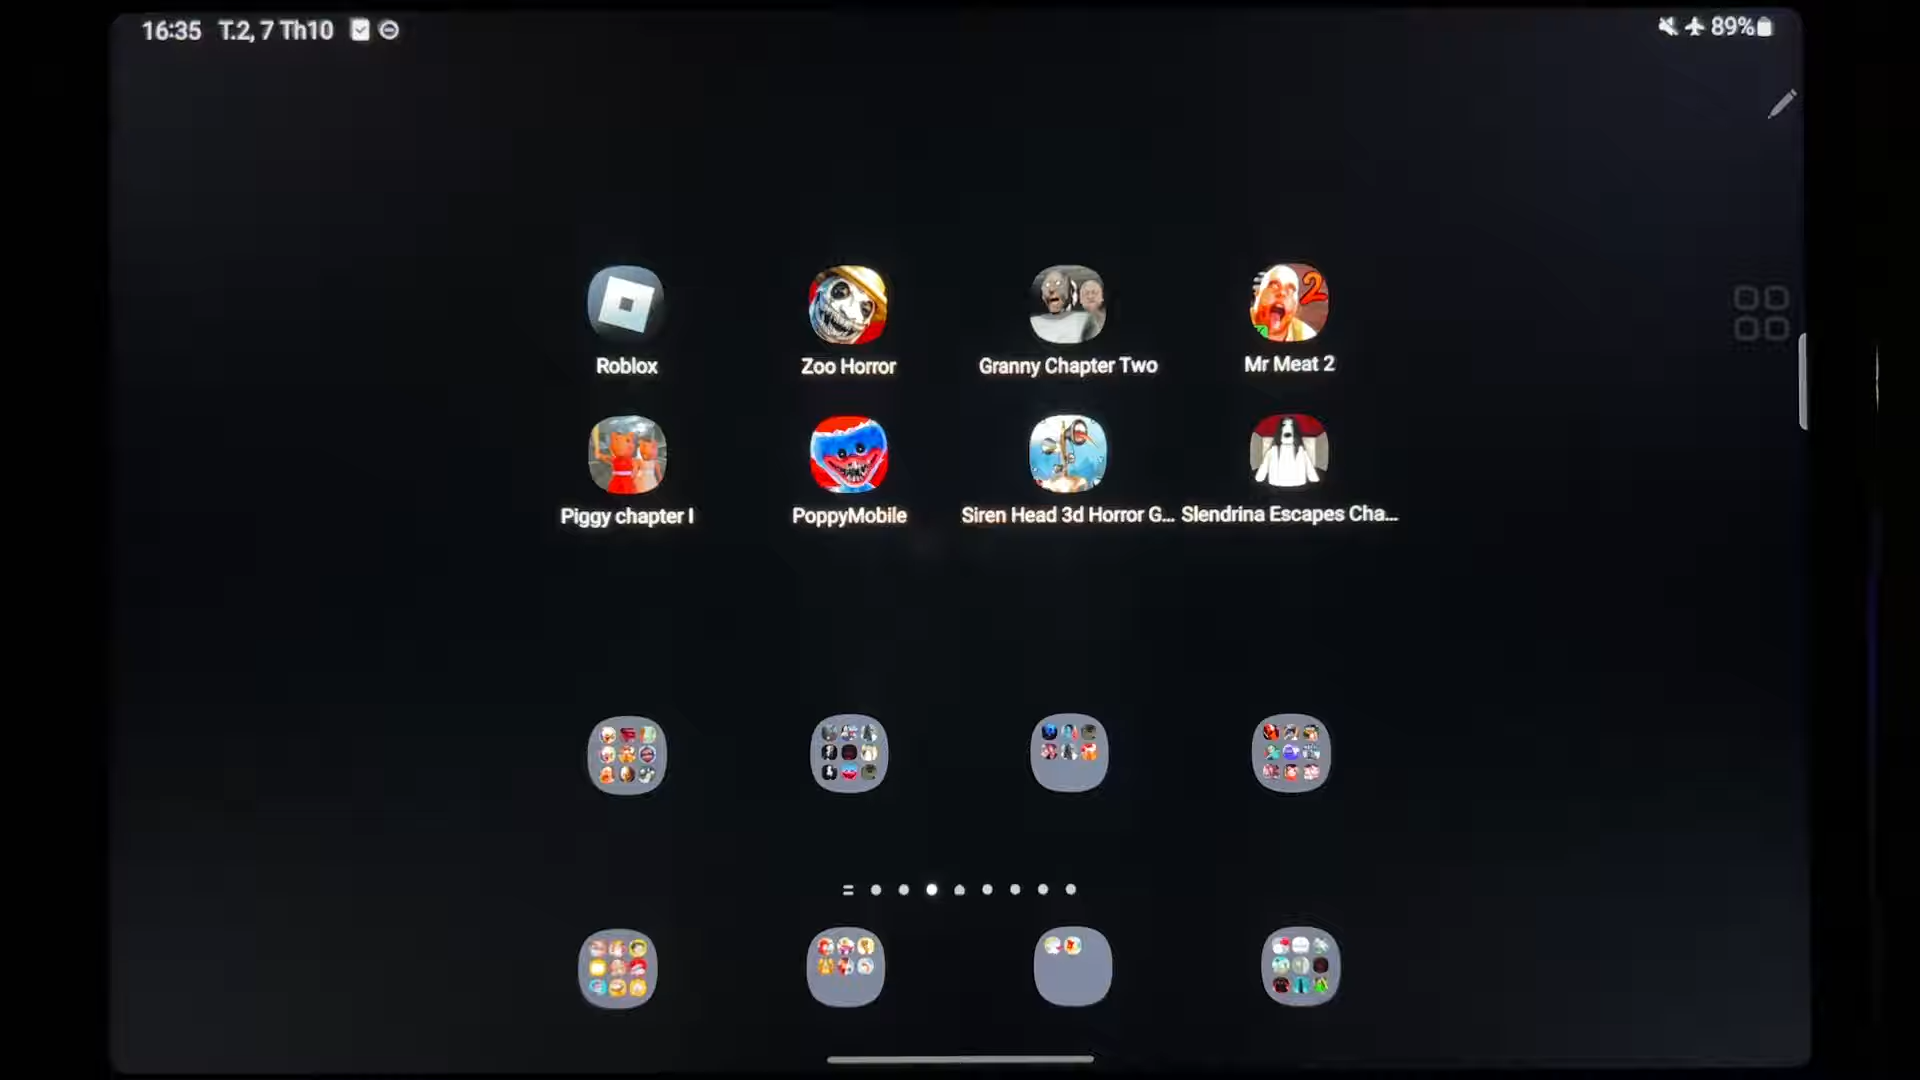 16:35 T.2, 7 Th10
89%
Roblox
Zoo Horror
Granny Chapter Two
Mr Meat 2
Piggy chapter I
PoppyMobile
Siren Head 3d Horror G...
Slendrina Escapes Cha...